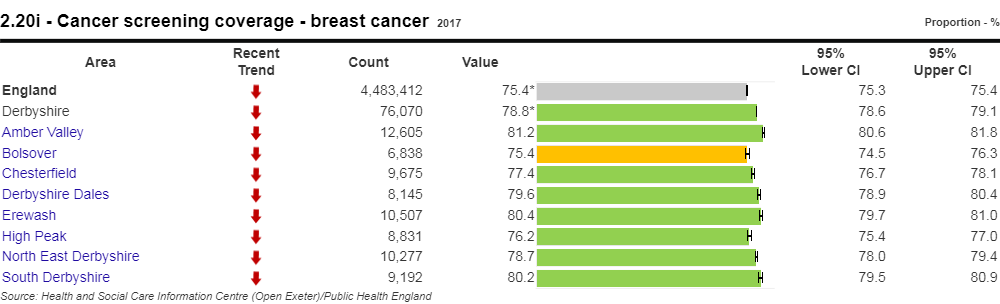 2.20i - Cancer screening coverage - breast cancer 2017 Proportion - %
Area Recent Trend Count Value 95% Lower CI 95% Upper CI
England 4,483,412 75.4* 75.3 75.4
Derbyshire 76,070 78.8* 78.6 79.1
Amber Valley 12,605 81.2 80.6 81.8
Bolsover 6,838 75.4 74.5 76.3
Chesterfield 9,675 77.4 76.7 78.1
Derbyshire Dales 8,145 79.6 78.9 80.4
Erewash 10,507 80.4 79.7 81.0
High Peak 8,831 76.2 75.4 77.0
North East Derbyshire 10,277 78.7 78.0 79.4
South Derbyshire 9,192 80.2 79.5 80.9
Source: Health and Social Care Information Centre (Open Exeter)/Public Health England